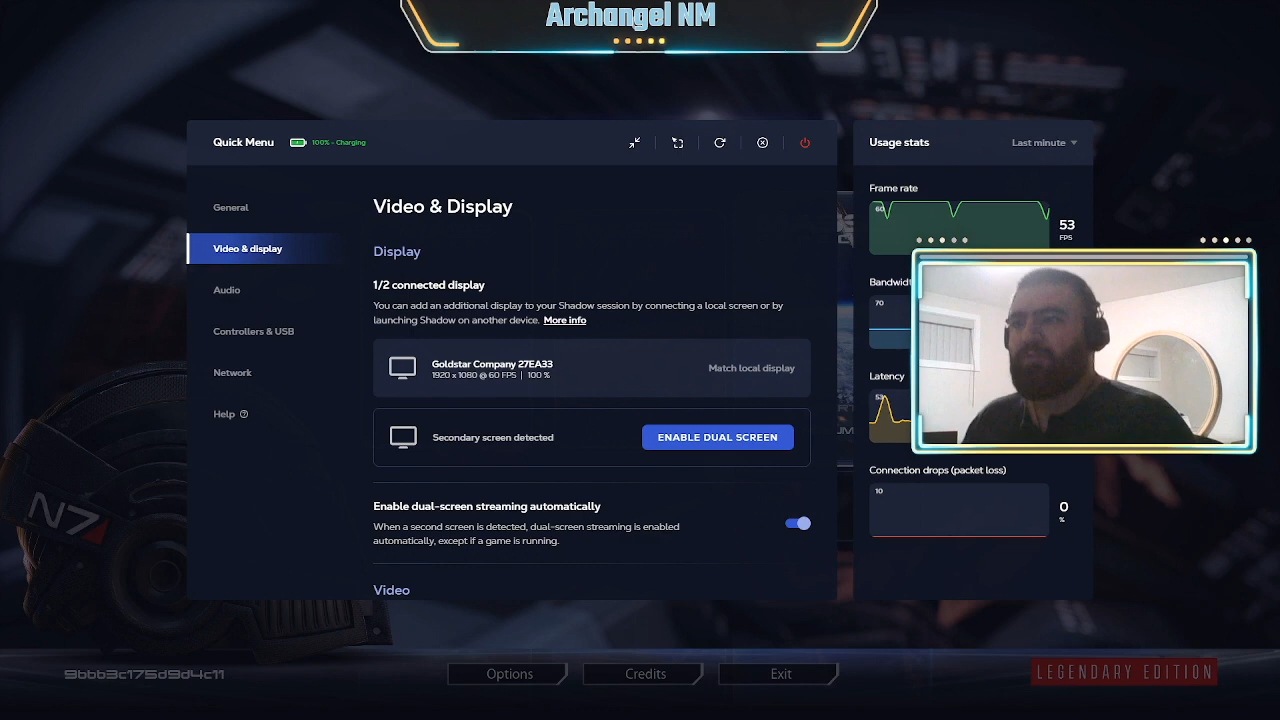 Archangel NM
Quick Menu
100% - Charging
Usage stats
Last minute
General
Video & display
Audio
Controllers & USB
Network
Help
Video & Display
Display
1/2 connected display
You can add an additional display to your Shadow session by connecting a local screen or by
launching Shadow on another device. More info
Goldstar Company 27EA33
1920 x 1080 @ 60 FPS | 100 %
Match local display
Secondary screen detected
ENABLE DUAL SCREEN
Enable dual-screen streaming automatically
When a second screen is detected, dual-screen streaming is enabled
automatically, except if a game is running.
Video
Frame rate
60
53
FPS
Bandwidt
70
Latency
53
Connection drops (packet loss)
10
0
%
N7
9bbb3c175d9d4c11
Options
Credits
Exit
LEGENDARY EDITION